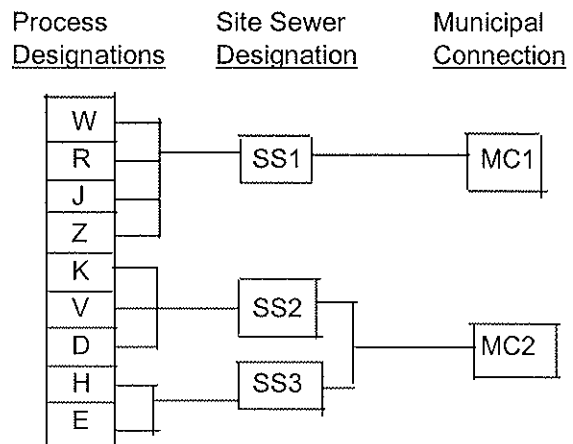 Process Site Sewer Municipal
Designations Designation Connection
W
R SS1 MC1
J
Z
K
V SS2
D MC2
H SS3
E